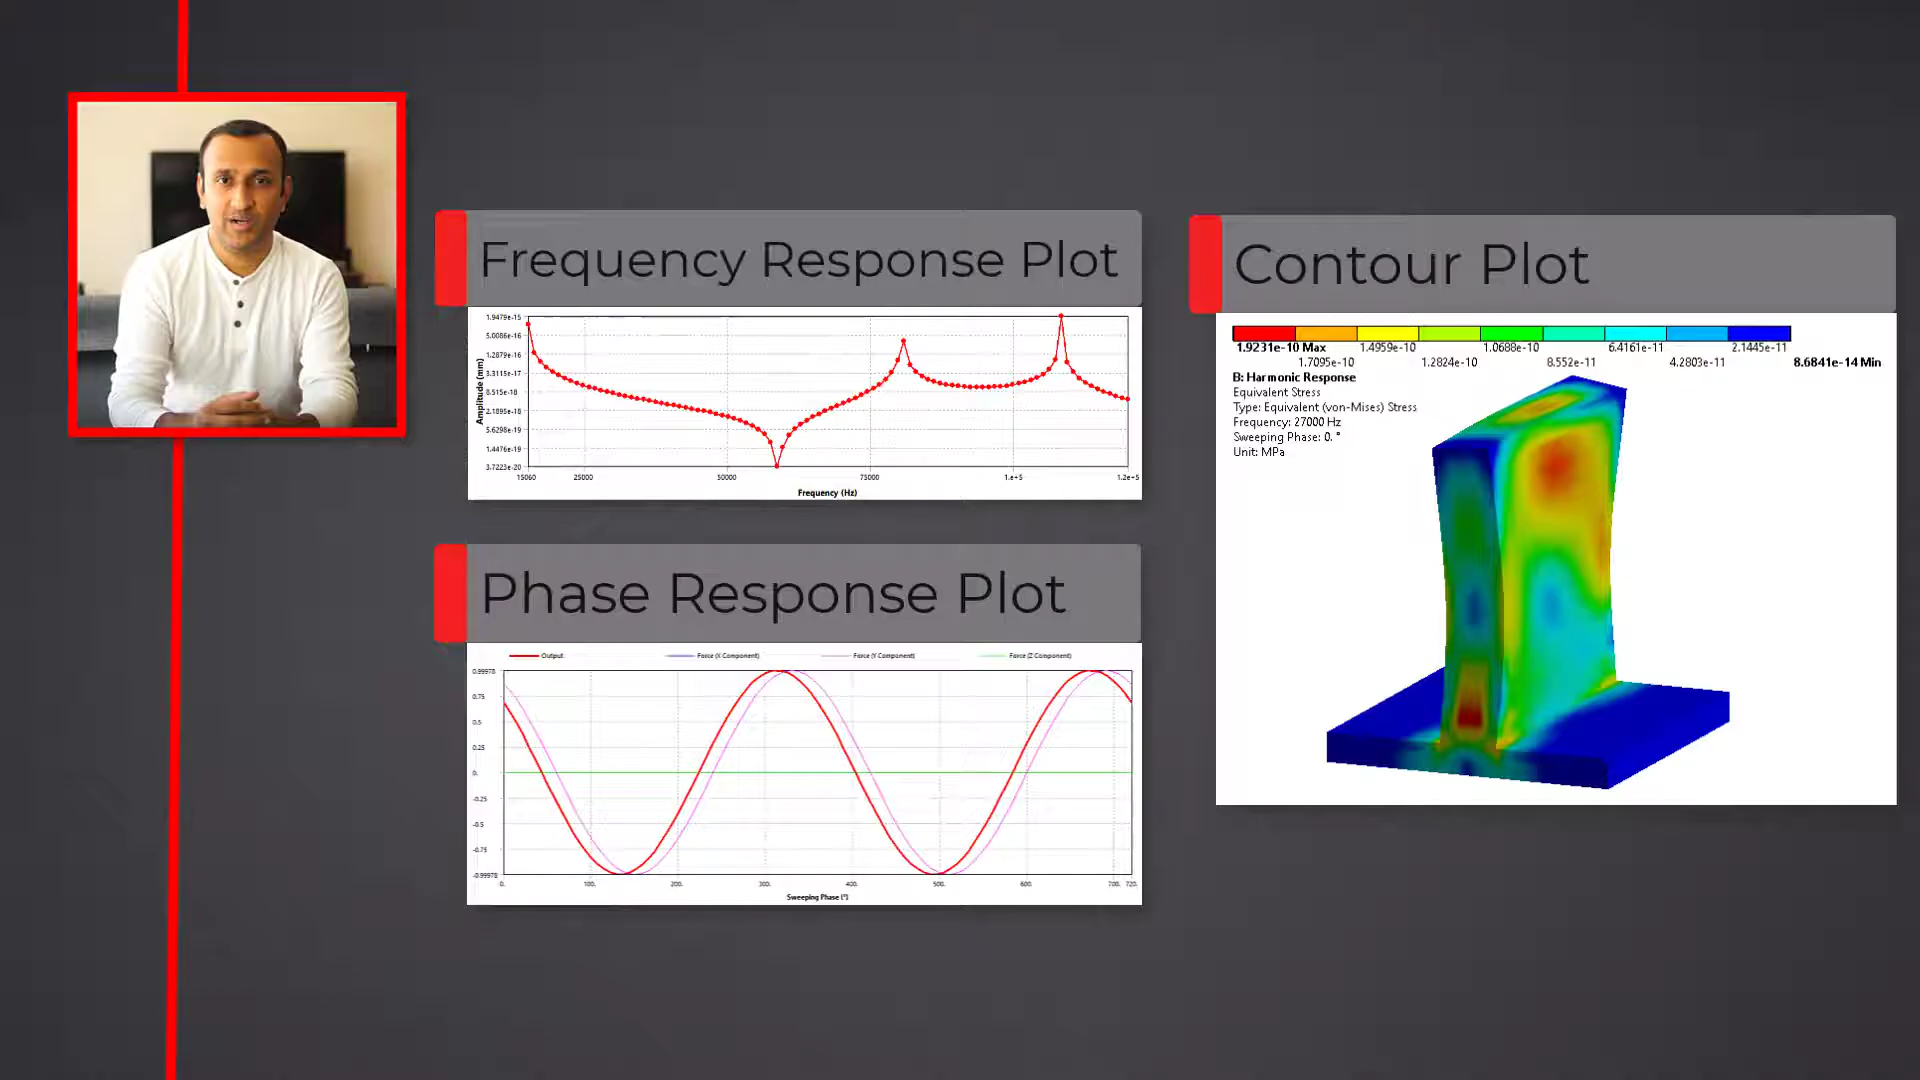 Frequency Response Plot
1.9479e-15
5.0086e-16
1.2879e-16
3.3115e-17
8.515e-18
2.1895e-18
5.6298e-19
1.4476e-19
3.7223e-20
Amplitude (mm)
15060 25000 50000 75000 1.e+5 1.2e+5
Frequency (Hz)
Phase Response Plot
Output Force (X Component) Force (Y Component) Force (Z Component)
0.99978
0.75
0.5
0.25
0.
-0.25
-0.5
-0.75
-0.99978
0. 100. 200. 300. 400. 500. 600. 700. 720.
Sweeping Phase (°)
Contour Plot
1.9231e-10 Max 1.4959e-10 1.0688e-10 6.4161e-11 2.1445e-11
1.7095e-10 1.2824e-10 8.552e-11 4.2803e-11 8.6841e-14 Min
B: Harmonic Response
Equivalent Stress
Type: Equivalent (von-Mises) Stress
Frequency: 27000 Hz
Sweeping Phase: 0. °
Unit: MPa